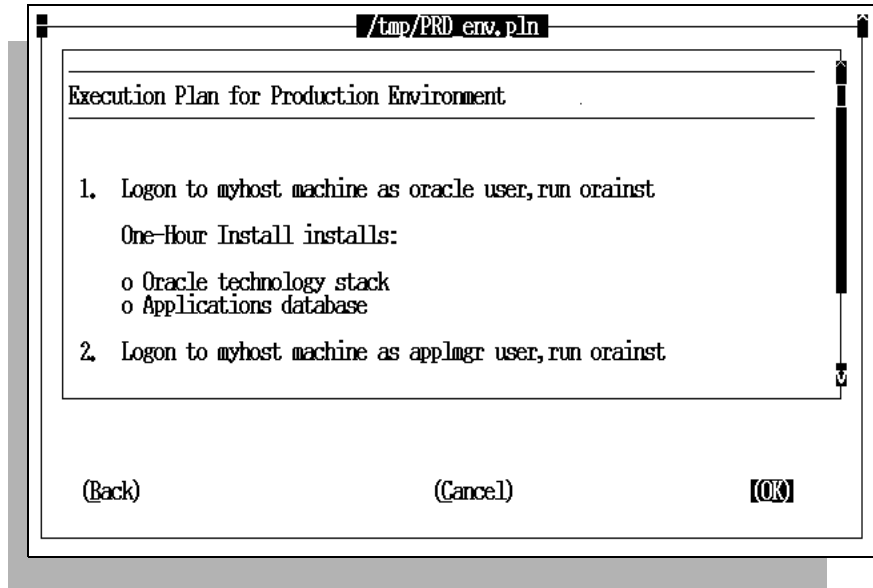 /tmp/PRD_env.pln
Execution Plan for Production Environment
1. Logon to myhost machine as oracle user,run orainst
One-Hour Install installs:
o Oracle technology stack
o Applications database
2. Logon to myhost machine as applmgr user,run orainst
(Back) (Cancel) (OK)